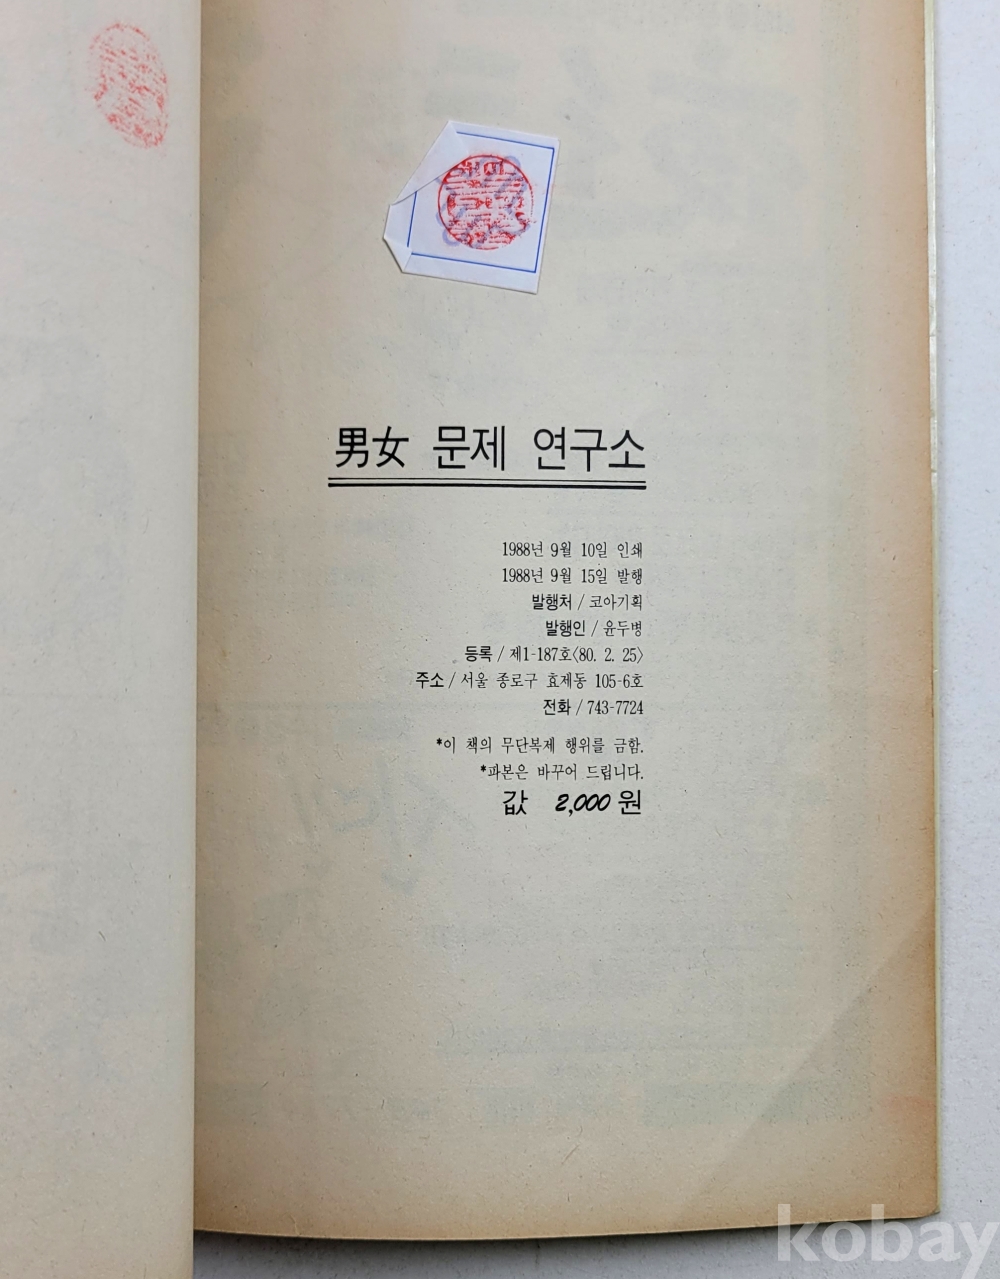 男女 문제 연구소
1988년 9월 10일 인쇄
1988년 9월 15일 발행
발행처 / 코아기획
발행인 / 윤두병
등록 / 제1-187호〈80. 2. 25〉
주소 / 서울 종로구 효제동 105-6호
전화 / 743-7724
*이 책의 무단복제 행위를 금함.
*파본은 바꾸어 드립니다.
값 2,000원
kobay